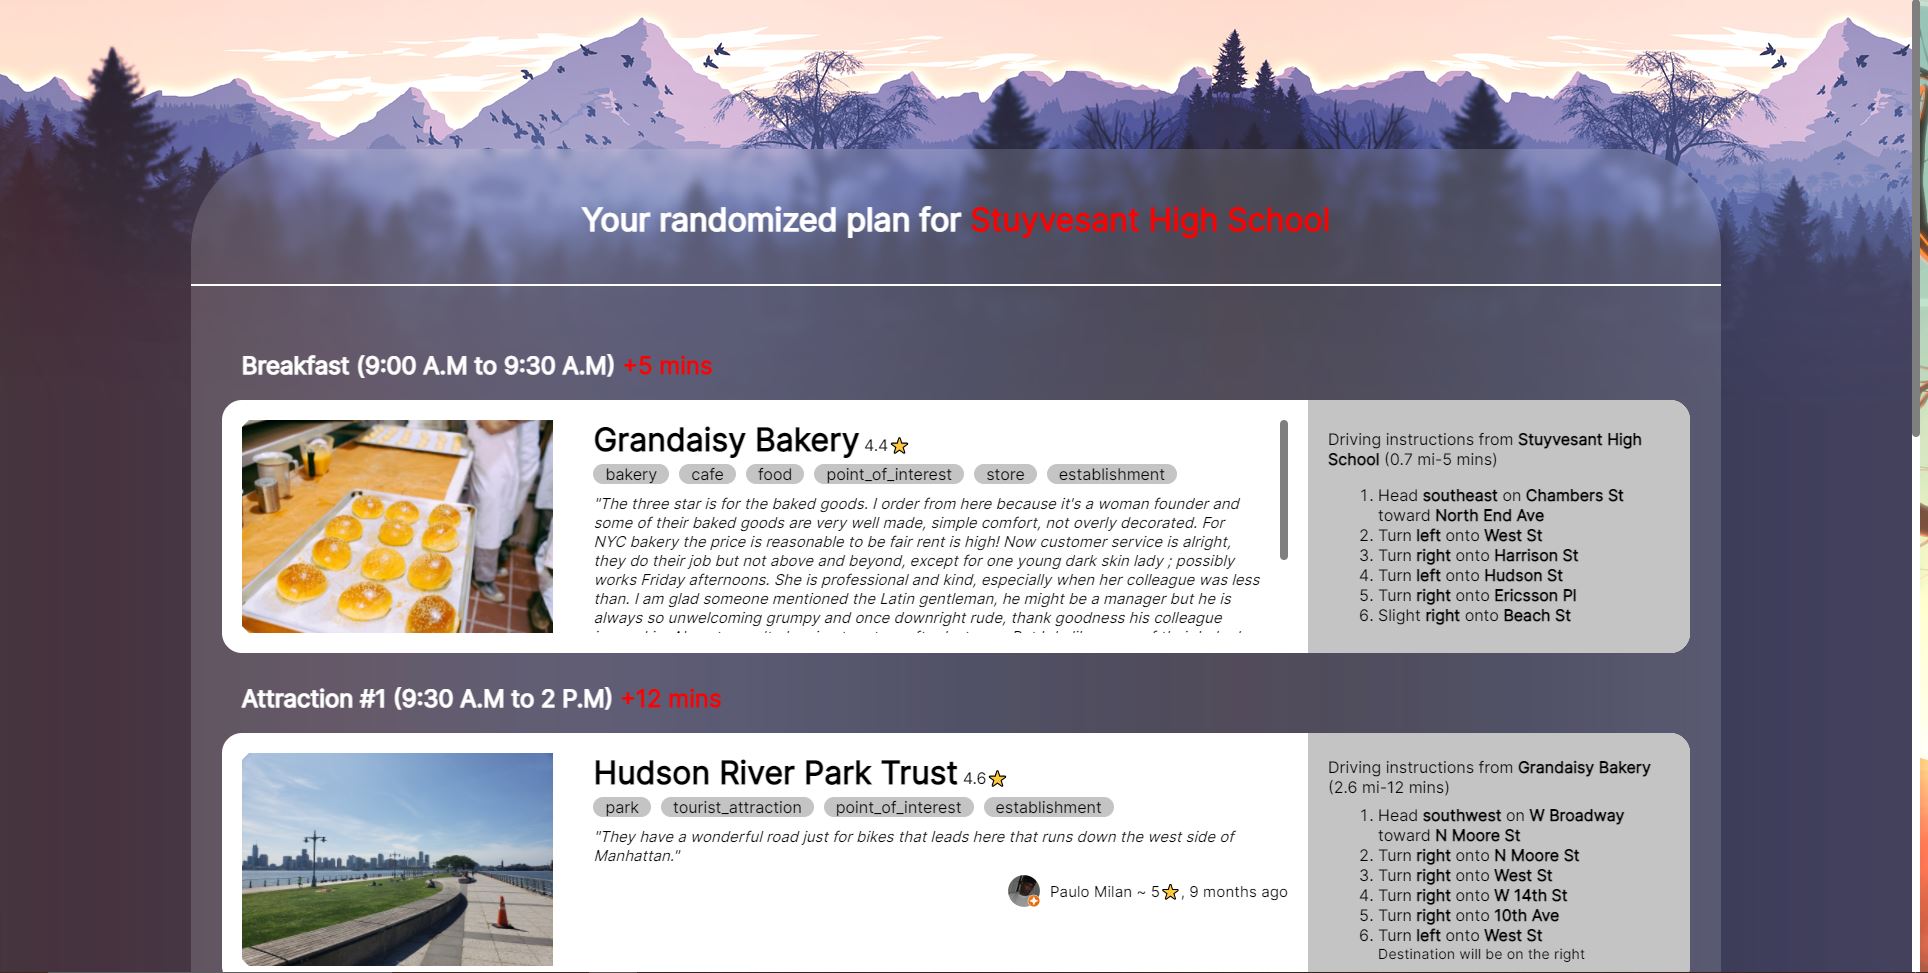 Your randomized plan for Stuyvesant High School
Breakfast (9:00 A.M to 9:30 A.M) +5 mins
Grandaisy Bakery 4.4⭐
bakery cafe food point_of_interest store establishment
"The three star is for the baked goods. I order from here because it's a woman founder and
some of their baked goods are very well made, simple comfort, not overly decorated. For
NYC bakery the price is reasonable to be fair rent is high! Now customer service is alright,
they do their job but not above and beyond, except for one young dark skin lady ; possibly
works Friday afternoons. She is professional and kind, especially when her colleague was less
than. I am glad someone mentioned the Latin gentleman, he might be a manager but he is
always so unwelcoming grumpy and once downright rude, thank goodness his colleague
Driving instructions from Stuyvesant High
School (0.7 mi-5 mins)
1. Head southeast on Chambers St
toward North End Ave
2. Turn left onto West St
3. Turn right onto Harrison St
4. Turn left onto Hudson St
5. Turn right onto Ericsson Pl
6. Slight right onto Beach St
Attraction #1 (9:30 A.M to 2 P.M) +12 mins
Hudson River Park Trust 4.6⭐
park tourist_attraction point_of_interest establishment
"They have a wonderful road just for bikes that leads here that runs down the west side of
Manhattan."
Paulo Milan ~ 5⭐, 9 months ago
Driving instructions from Grandaisy Bakery
(2.6 mi-12 mins)
1. Head southwest on W Broadway
toward N Moore St
2. Turn right onto N Moore St
3. Turn right onto West St
4. Turn right onto W 14th St
5. Turn right onto 10th Ave
6. Turn left onto West St
Destination will be on the right